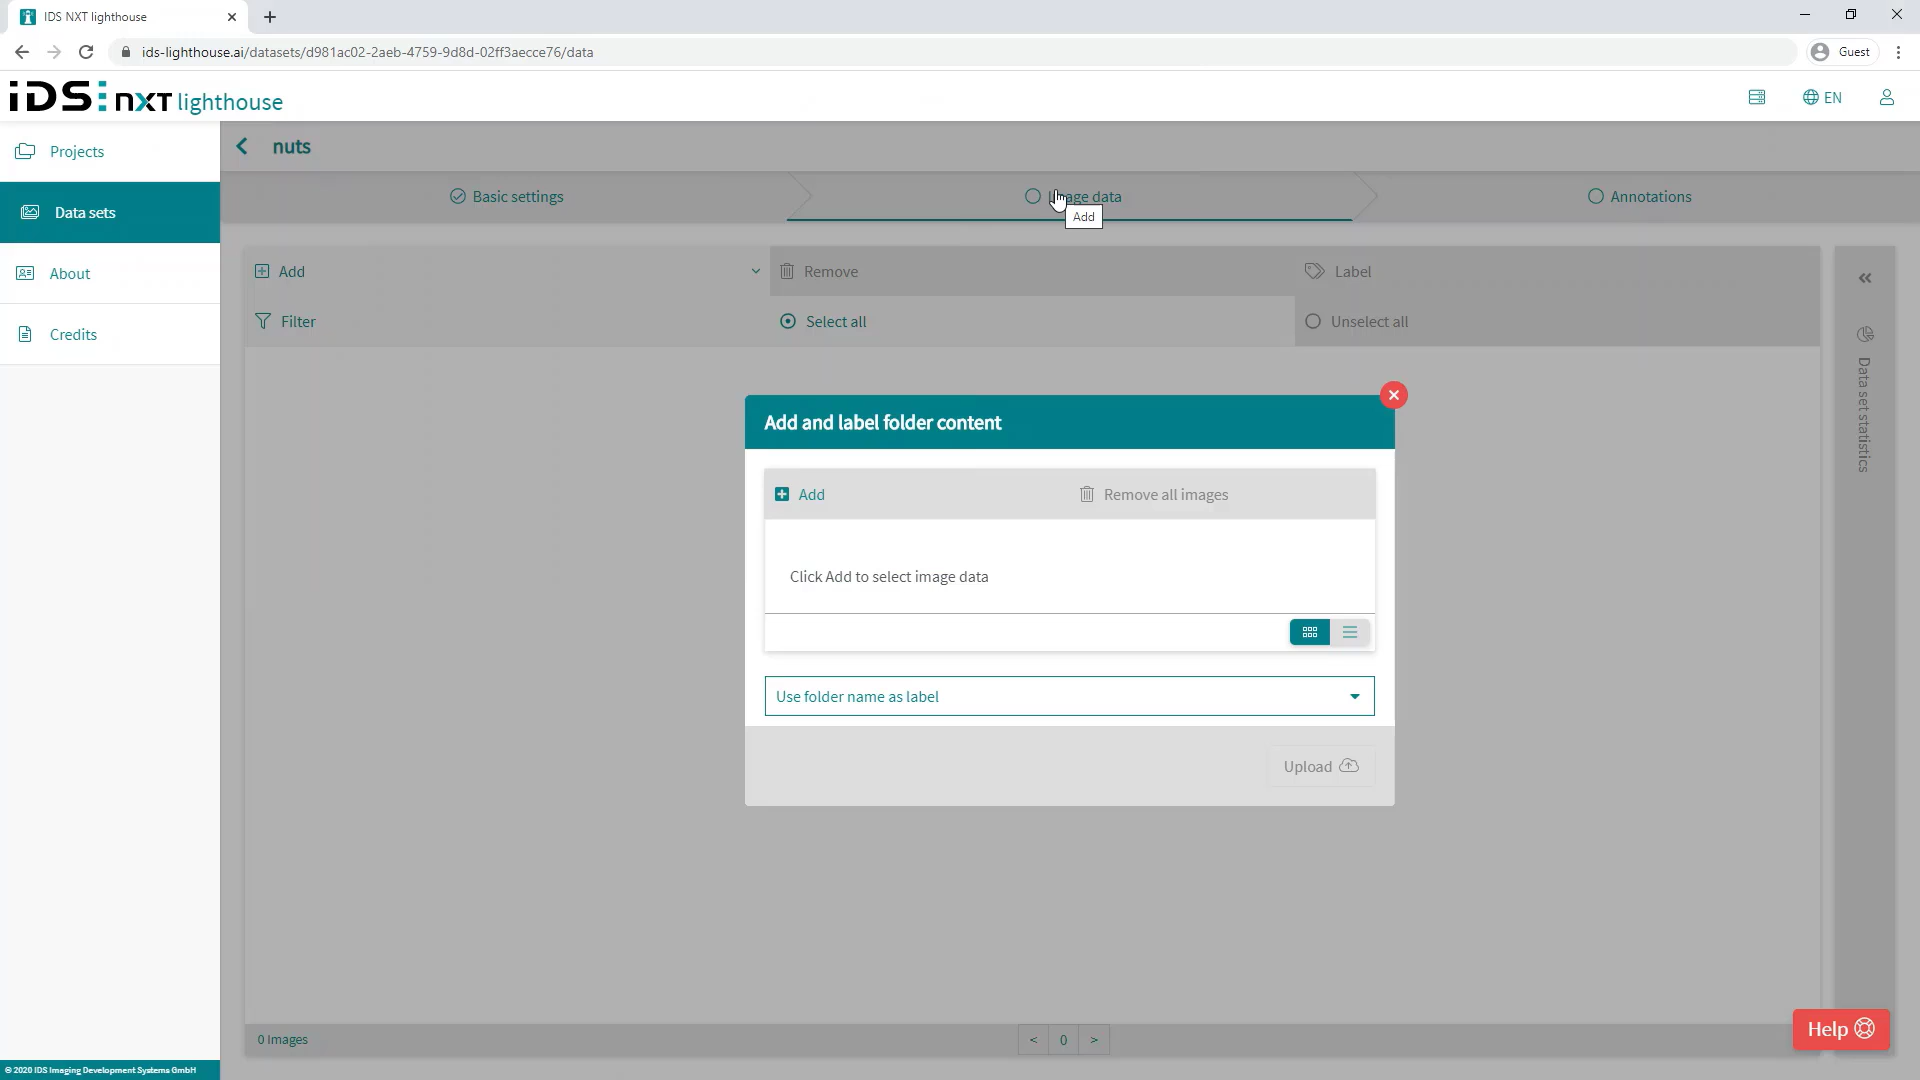 IDS NXT lighthouse
ids-lighthouse.ai/datasets/d981ac02-2aeb-4759-9d8d-02ff3aecce76/data
Guest
iDS nxt lighthouse
EN
Projects
Data sets
About
Credits
nuts
Basic settings
Image data
Annotations
Add
Add
Remove
Label
Filter
Select all
Unselect all
Data set statistics
Add and label folder content
Add
Remove all images
Click Add to select image data
Use folder name as label
Upload
0 Images
< 0 >
Help
© 2020 IDS Imaging Development Systems GmbH